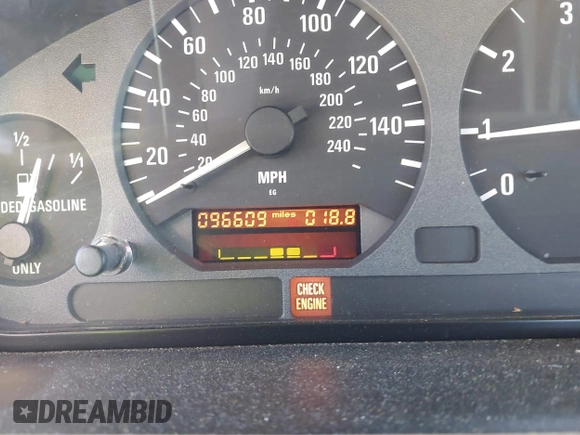 20
40
60
80
100
120
140
20
40
60
80
100
120
140
160
180
200
220
240
km/h
MPH
EG
096609 miles 018.8
1/2
1/1
DED GASOLINE
ONLY
CHECK
ENGINE
0
1
2
3
DREAMBID